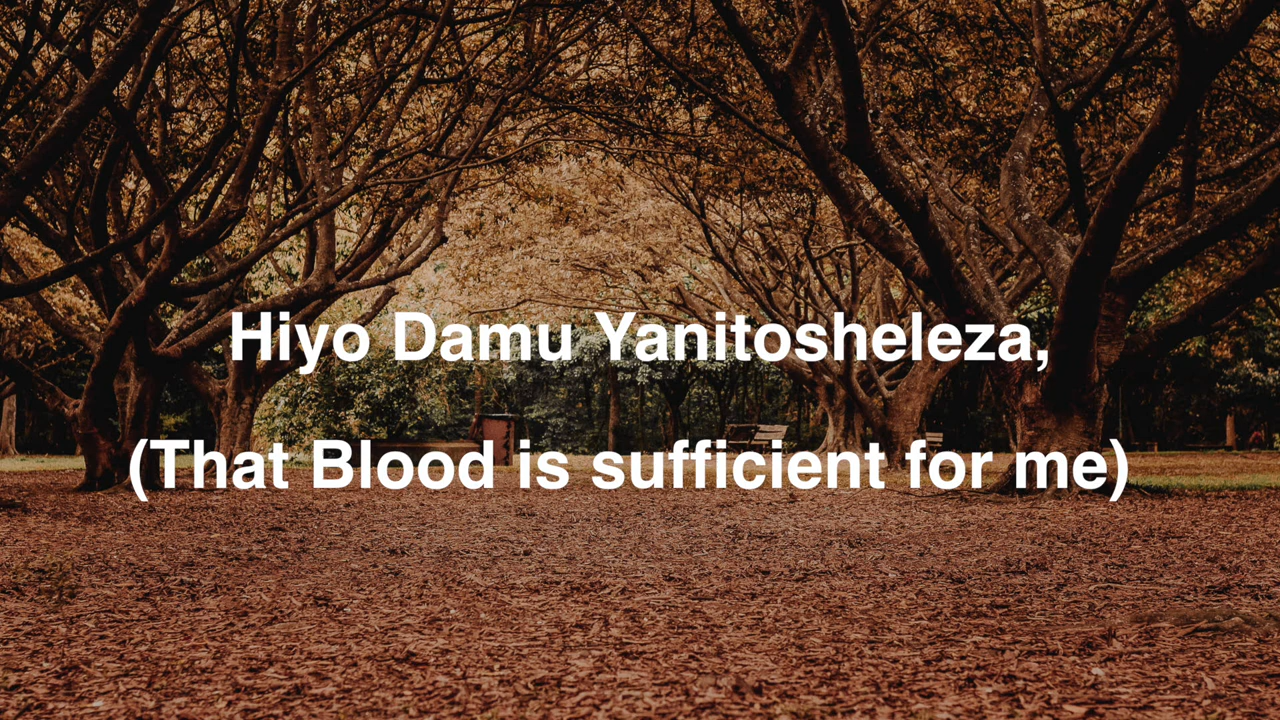 Hiyo Damu Yanitosheleza,
(That Blood is sufficient for me)